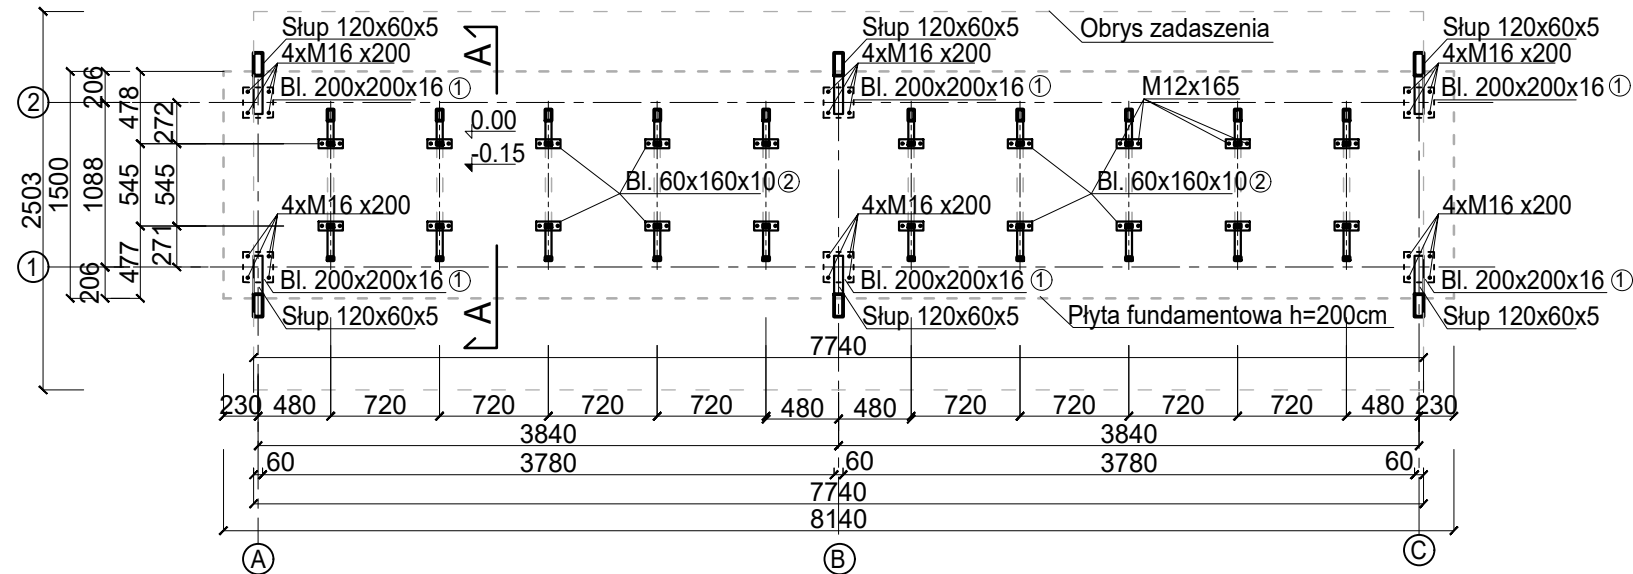 Słup 120x60x5
4xM16 x200
Bl. 200x200x16 ①
A
Obrys zadaszenia
Słup 120x60x5
4xM16 x200
Bl. 200x200x16 ①
M12x165
Słup 120x60x5
4xM16 x200
Bl. 200x200x16 ①
2
206
478
272
0.00
-0.15
2503
1500
1088
545
545
Bl. 60x160x10 ②
Bl. 60x160x10 ②
4xM16 x200
4xM16 x200
4xM16 x200
1
206
477
271
Bl. 200x200x16 ①
Słup 120x60x5
A
Bl. 200x200x16 ①
Słup 120x60x5
Płyta fundamentowa h=200cm
Bl. 200x200x16 ①
Słup 120x60x5
7740
230 480 720 720 720 720 480 480 720 720 720 720 480 230
3840 3840
60 3780 60 3780 60
7740
8140
A B C